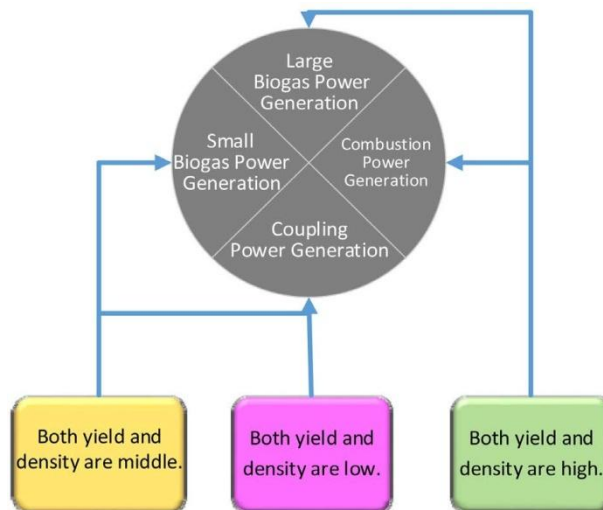 Large
Biogas Power
Generation
Small
Biogas Power
Generation
Combustion
Power
Generation
Coupling
Power Generation
Both yield and
density are middle.
Both yield and
density are low.
Both yield and
density are high.